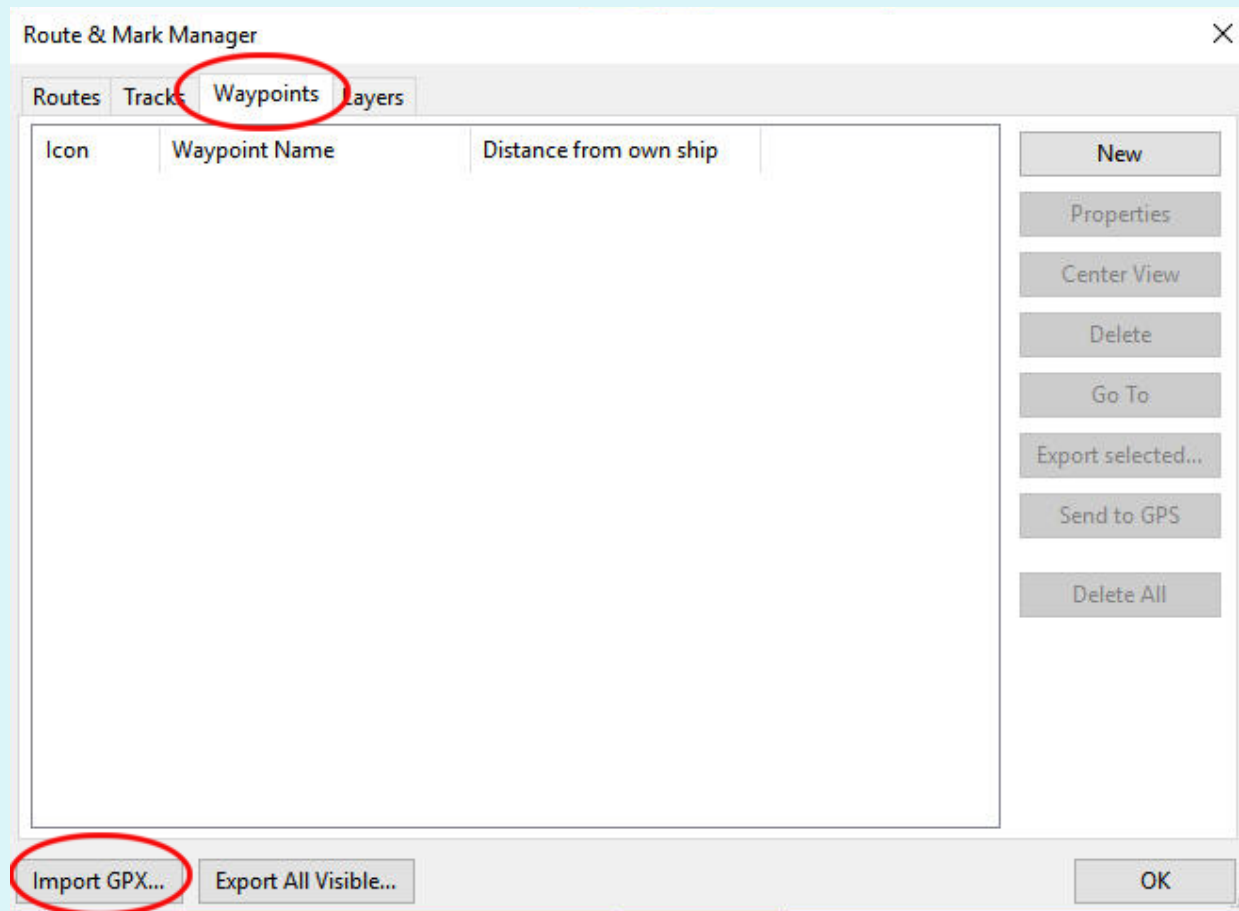 Route & Mark Manager
Routes Tracks Waypoints Layers
Icon Waypoint Name Distance from own ship
New
Properties
Center View
Delete
Go To
Export selected...
Send to GPS
Delete All
Import GPX... Export All Visible... OK